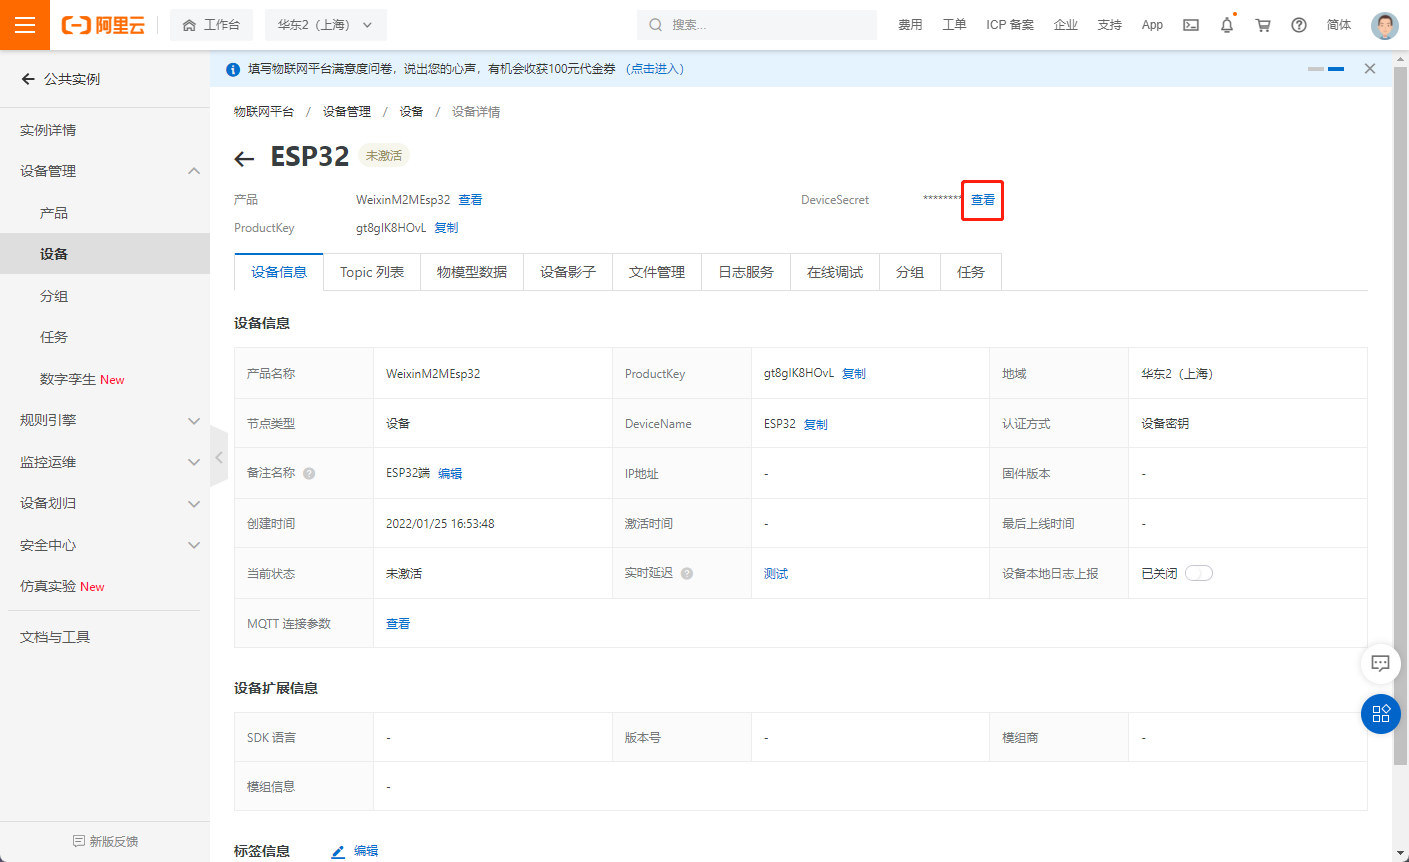 阿里云
工作台
华东2（上海）
搜索...
费用
工单
ICP 备案
企业
支持
App
简体
公共实例
实例详情
设备管理
产品
设备
分组
任务
数字孪生 New
规则引擎
监控运维
设备划归
安全中心
仿真实验 New
文档与工具
新版反馈
填写物联网平台满意度问卷，说出您的心声，有机会收获100元代金券 （点击进入）
物联网平台 / 设备管理 / 设备 / 设备详情
ESP32 未激活
产品 WeixinM2MEsp32 查看 DeviceSecret ******** 查看
ProductKey gt8glK8HOvL 复制
设备信息 Topic 列表 物模型数据 设备影子 文件管理 日志服务 在线调试 分组 任务
设备信息
产品名称 WeixinM2MEsp32 ProductKey gt8glK8HOvL 复制 地域 华东2（上海）
节点类型 设备 DeviceName ESP32 复制 认证方式 设备密钥
备注名称 ? ESP32端 编辑 IP地址 - 固件版本 -
创建时间 2022/01/25 16:53:48 激活时间 - 最后上线时间 -
当前状态 未激活 实时延迟 ? 测试 设备本地日志上报 已关闭
MQTT 连接参数 查看
设备扩展信息
SDK 语言 - 版本号 - 模组商 -
模组信息 -
标签信息 编辑